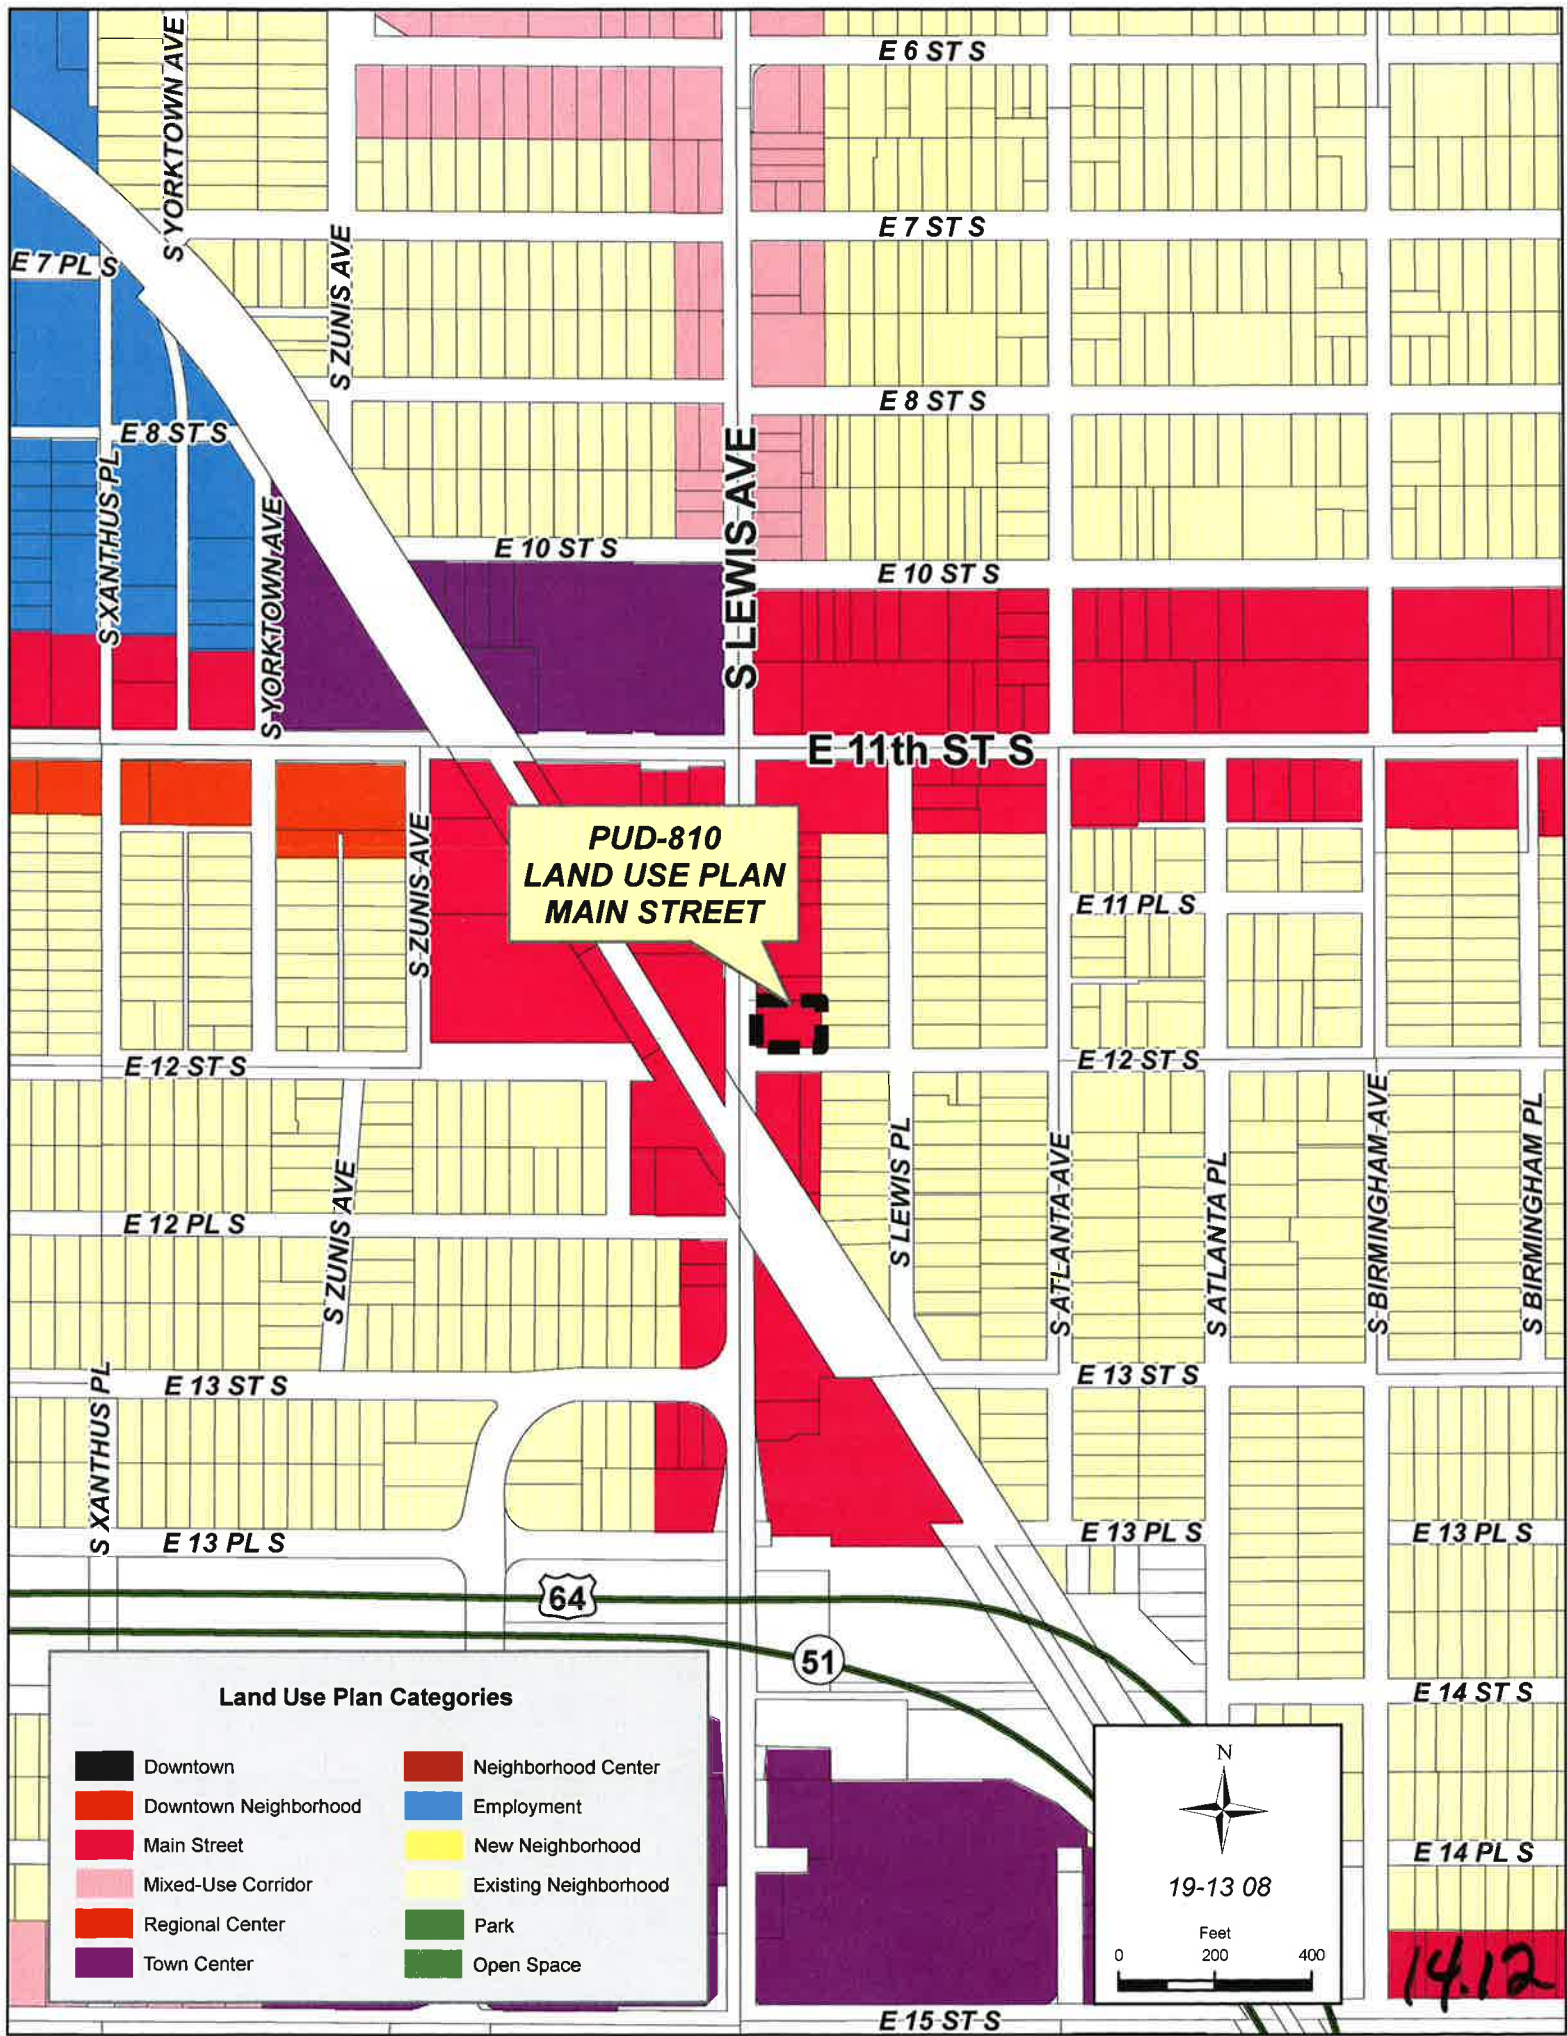 E 6 ST S
S YORKTOWN AVE
E 7 ST S
E 7 PL S
S ZUNIS AVE
E 8 ST S
E 8 ST S
S XANTHUS PL
S YORKTOWN AVE
S LEWIS AVE
E 10 ST S
E 10 ST S
E 11th ST S
PUD-810
LAND USE PLAN
MAIN STREET
S ZUNIS AVE
E 11 PL S
E 12 ST S
E 12 ST S
S LEWIS PL
S ATLANTA AVE
S ATLANTA PL
S BIRMINGHAM AVE
S BIRMINGHAM PL
E 12 PL S
S ZUNIS AVE
E 13 ST S
E 13 ST S
S XANTHUS PL
E 13 PL S
E 13 PL S
E 13 PL S
64
51
E 14 ST S
E 14 PL S
E 15 ST S
Land Use Plan Categories
Downtown
Downtown Neighborhood
Main Street
Mixed-Use Corridor
Regional Center
Town Center
Neighborhood Center
Employment
New Neighborhood
Existing Neighborhood
Park
Open Space
N
19-13 08
Feet
0 200 400
14.12